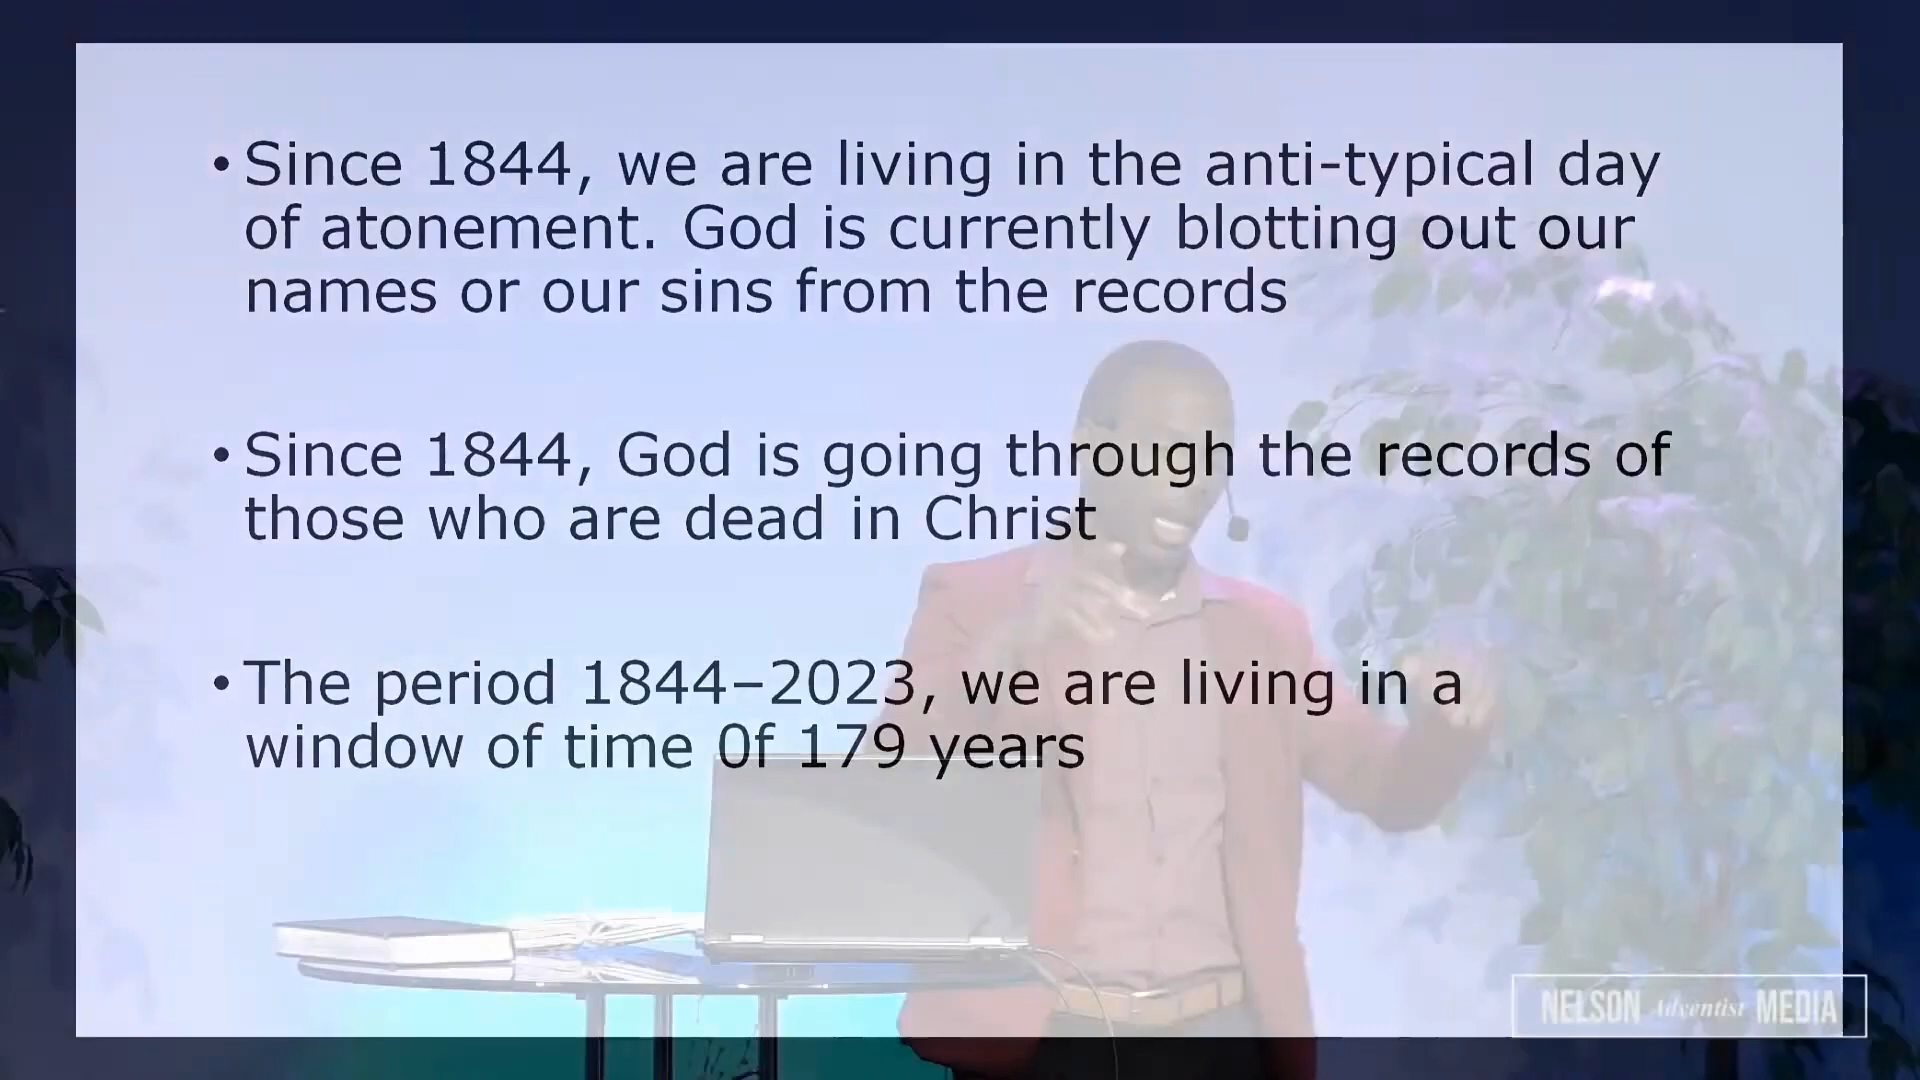 • Since 1844, we are living in the anti-typical day
of atonement. God is currently blotting out our
names or our sins from the records
• Since 1844, God is going through the records of
those who are dead in Christ
• The period 1844–2023, we are living in a
window of time 0f 179 years
NELSON Adventist MEDIA